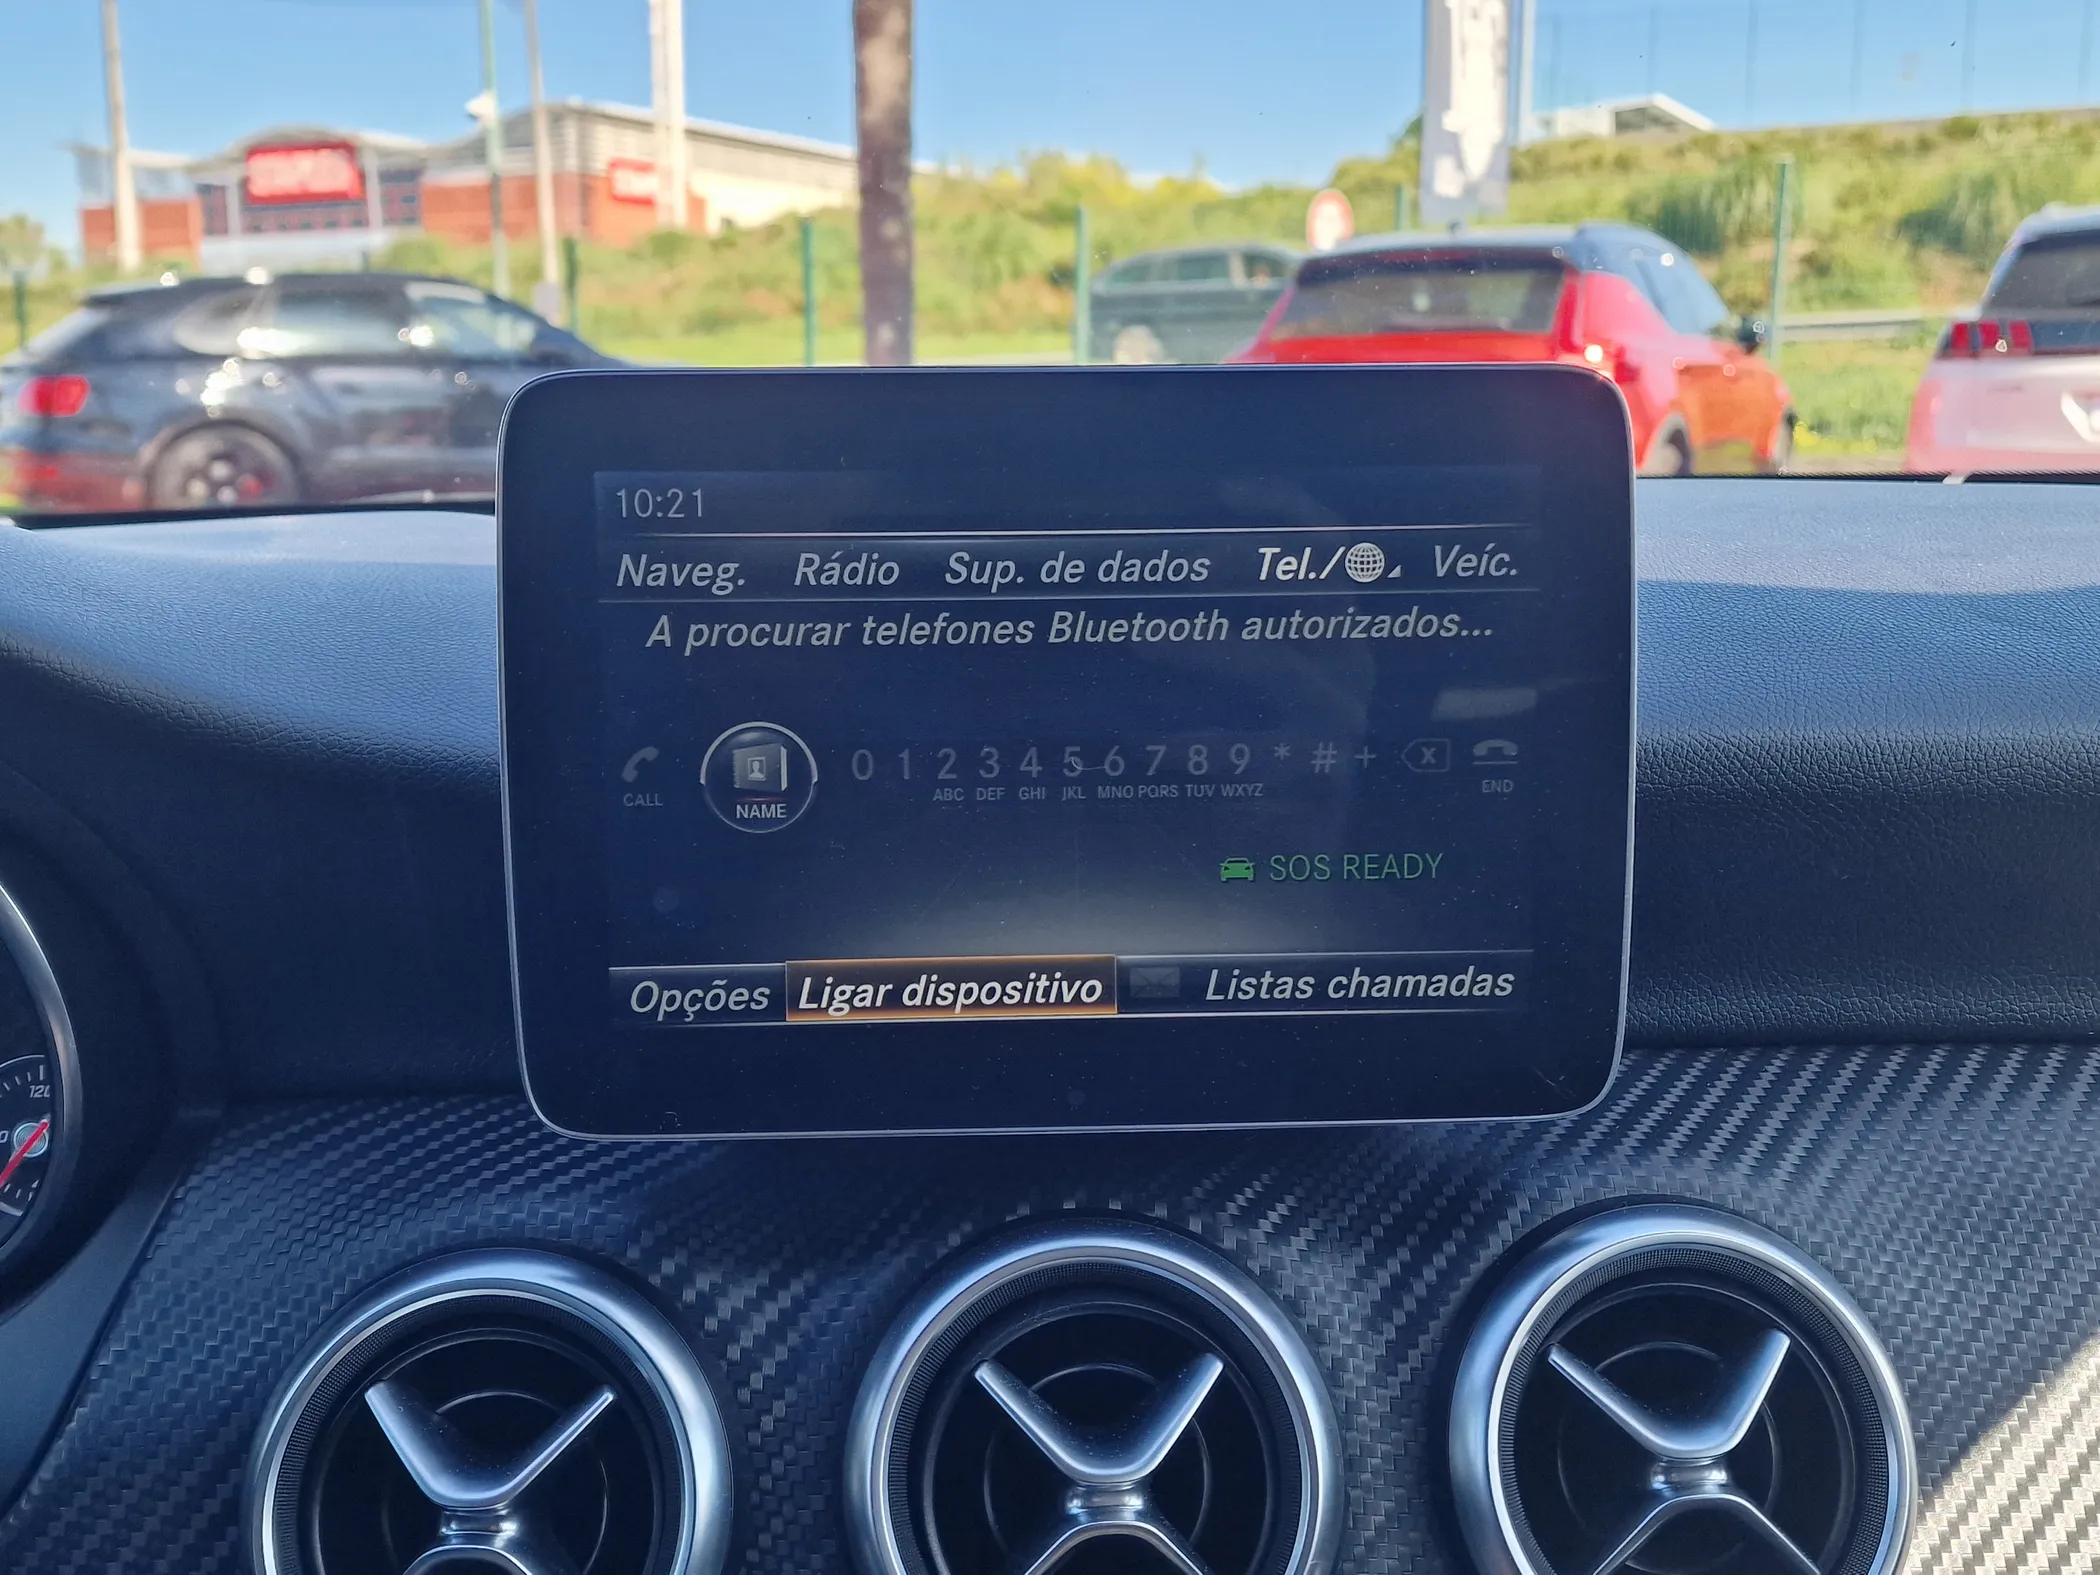 10:21
Naveg. Rádio Sup. de dados Tel./ Veíc.
A procurar telefones Bluetooth autorizados...
0 1 2 3 4 5 6 7 8 9 * # + x
CALL NAME ABC DEF GHI JKL MNO PQRS TUV WXYZ END
SOS READY
Opções Ligar dispositivo Listas chamadas
120